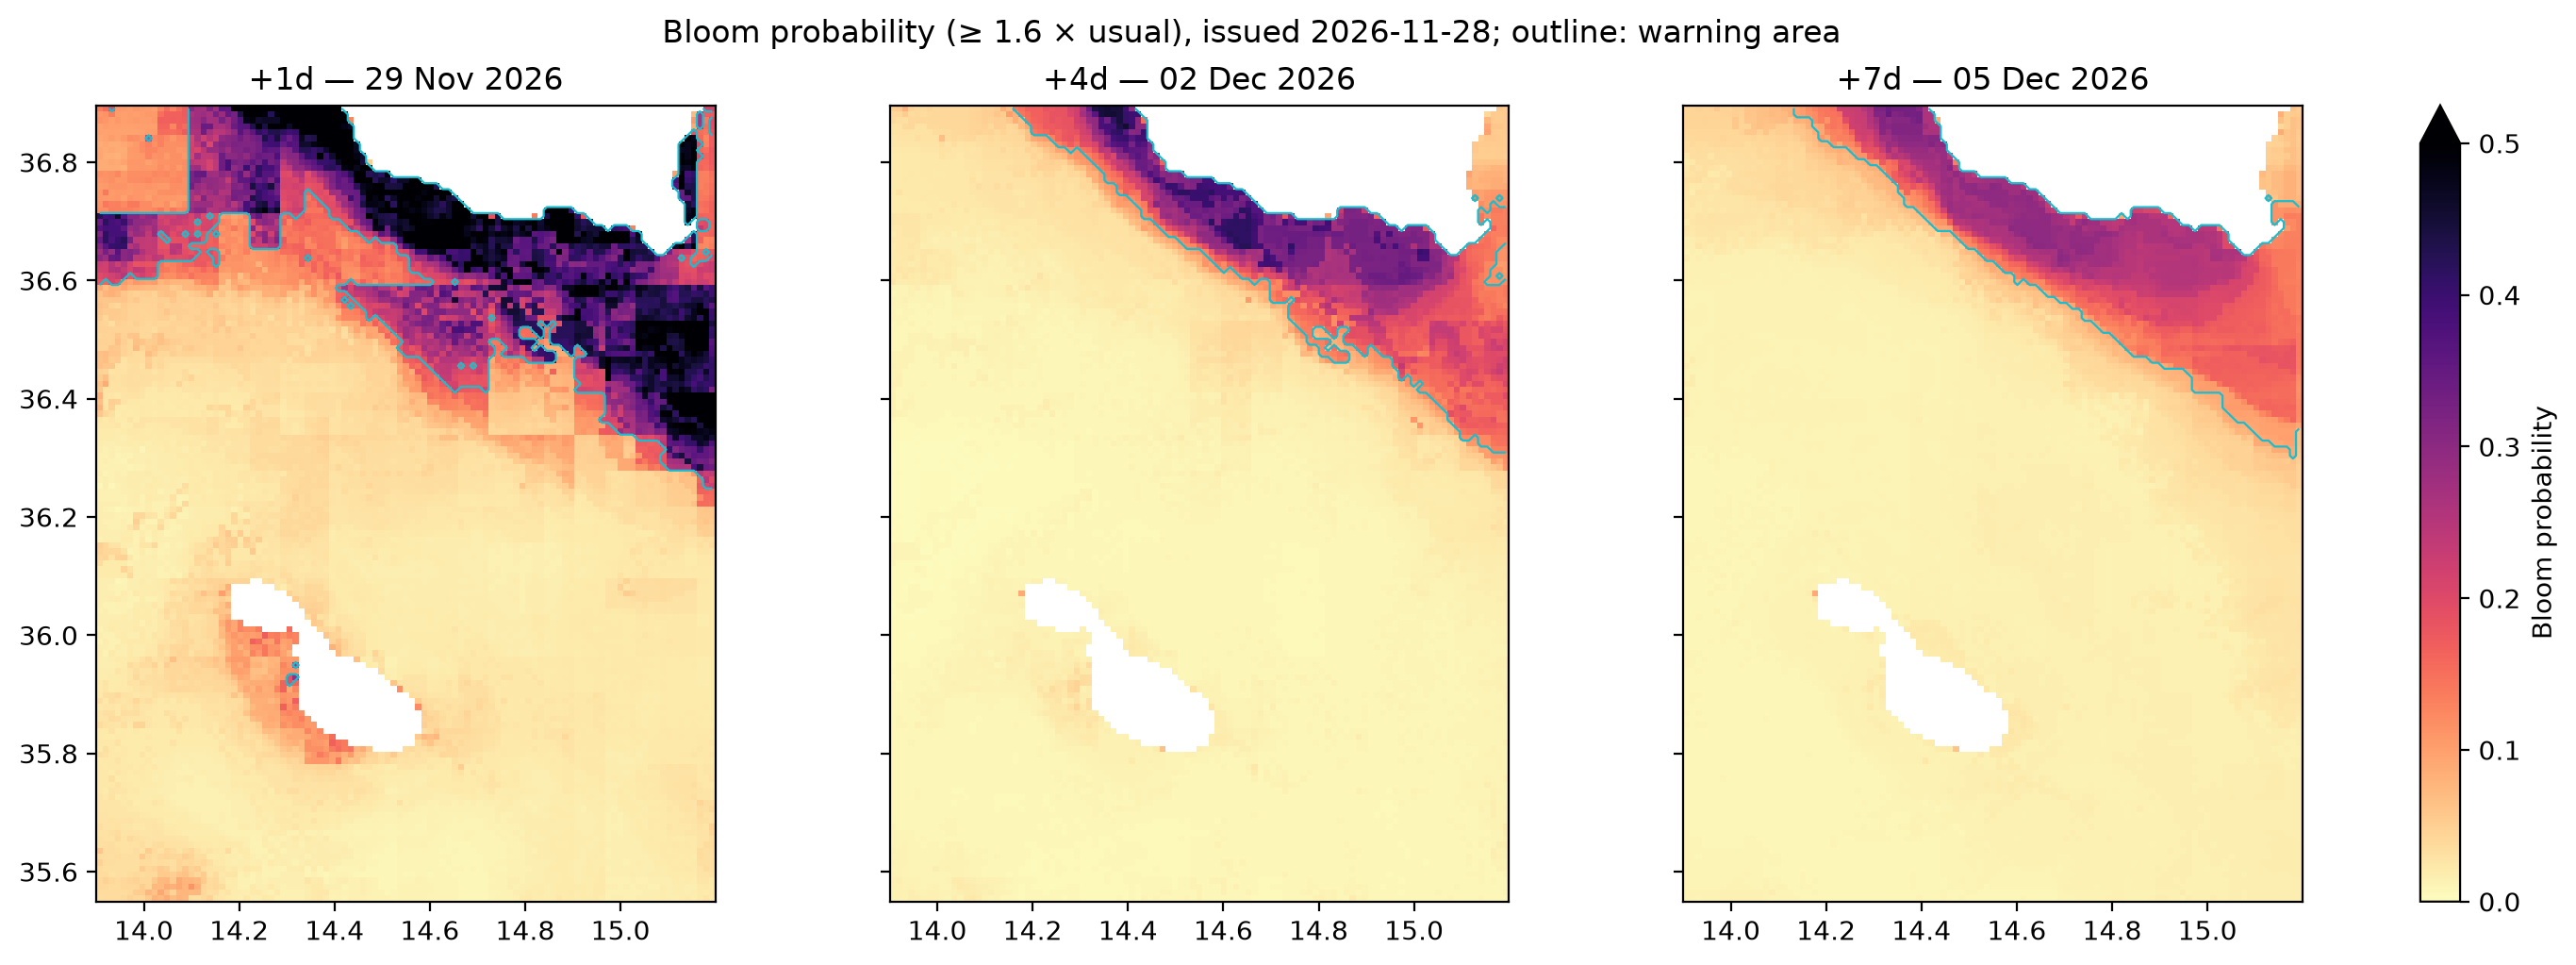 Bloom probability (≥ 1.6 × usual), issued 2026-11-28; outline: warning area
+1d — 29 Nov 2026
+4d — 02 Dec 2026
+7d — 05 Dec 2026
36.8
36.6
36.4
36.2
36.0
35.8
35.6
14.0 14.2 14.4 14.6 14.8 15.0
14.0 14.2 14.4 14.6 14.8 15.0
14.0 14.2 14.4 14.6 14.8 15.0
0.5
0.4
0.3
0.2
0.1
0.0
Bloom probability